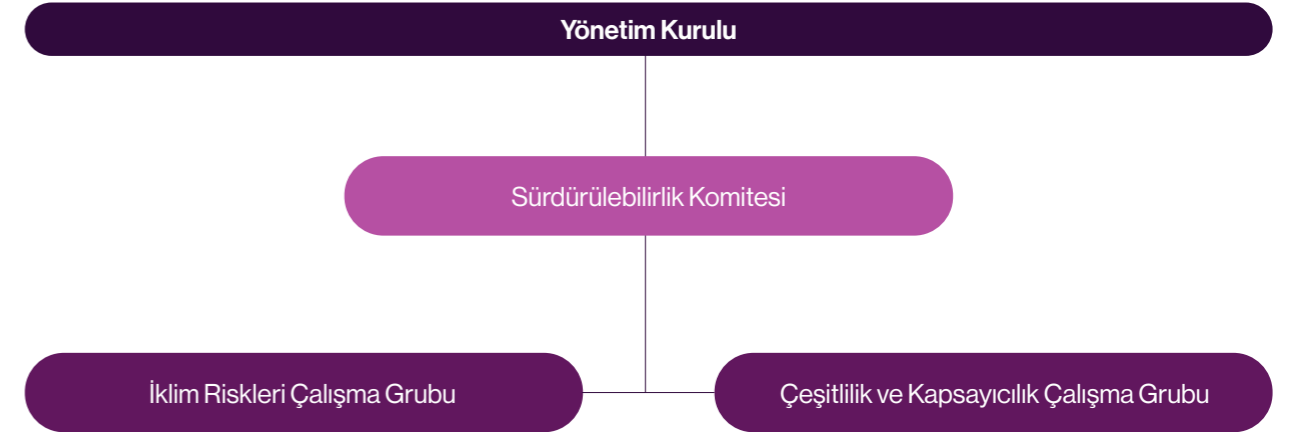 Yönetim Kurulu
Sürdürülebilirlik Komitesi
İklim Riskleri Çalışma Grubu
Çeşitlilik ve Kapsayıcılık Çalışma Grubu